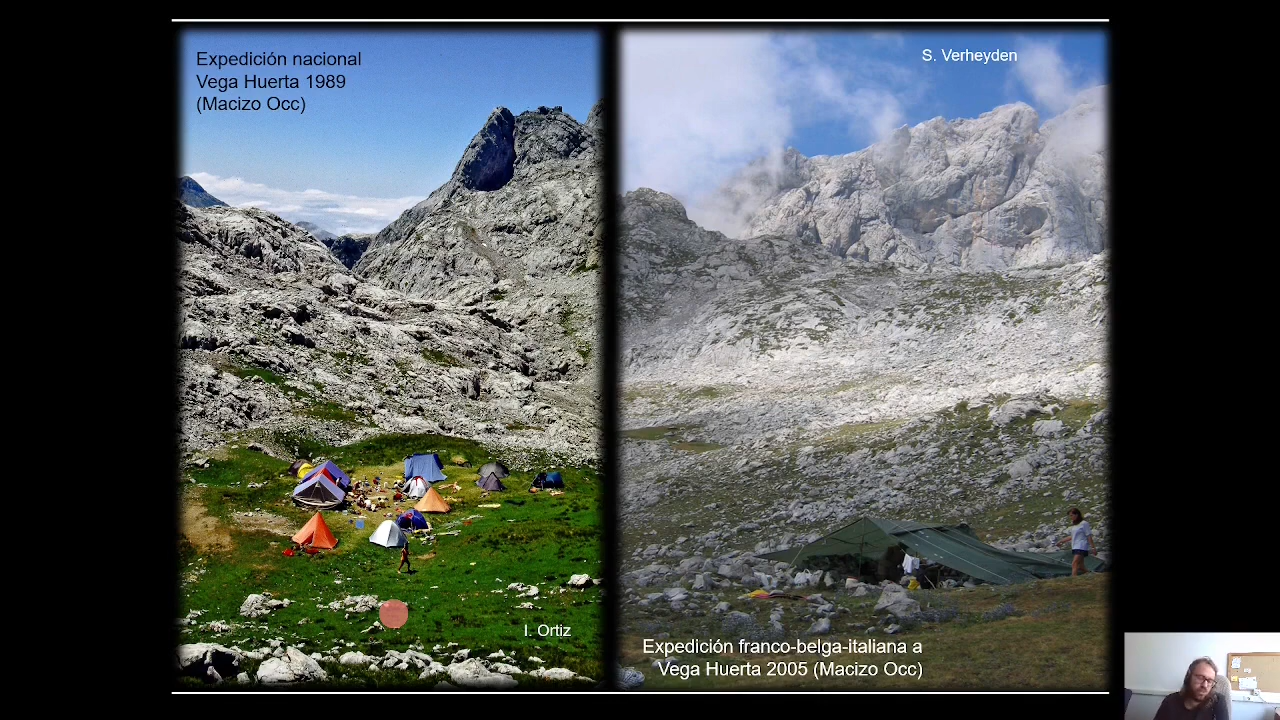 Expedición nacional
Vega Huerta 1989
(Macizo Occ)
I. Ortiz
S. Verheyden
Expedición franco-belga-italiana a
Vega Huerta 2005 (Macizo Occ)